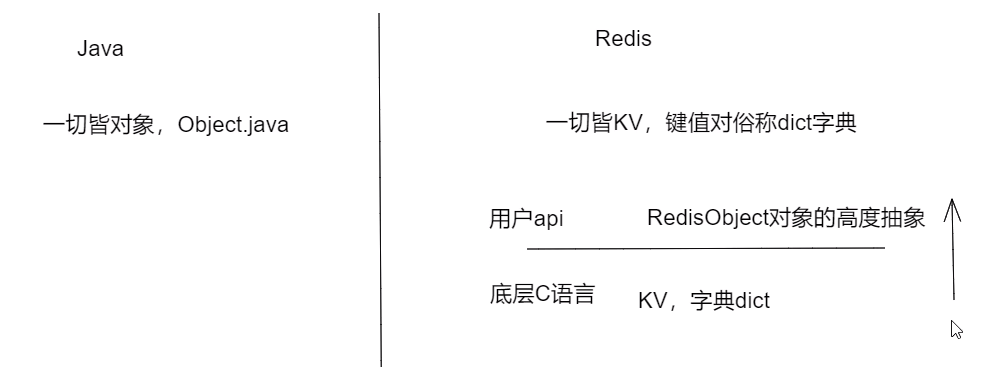 Java
一切皆对象，Object.java
Redis
一切皆KV，键值对俗称dict字典
用户api
RedisObject对象的高度抽象
底层C语言
KV，字典dict